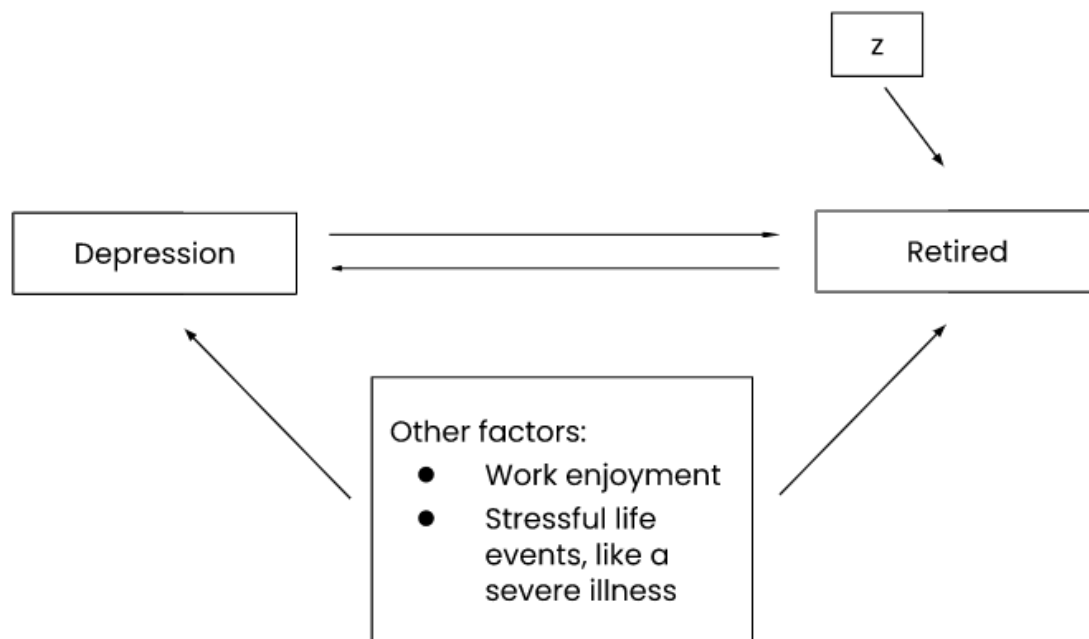 z
Depression
Retired
Other factors:
● Work enjoyment
● Stressful life
events, like a
severe illness